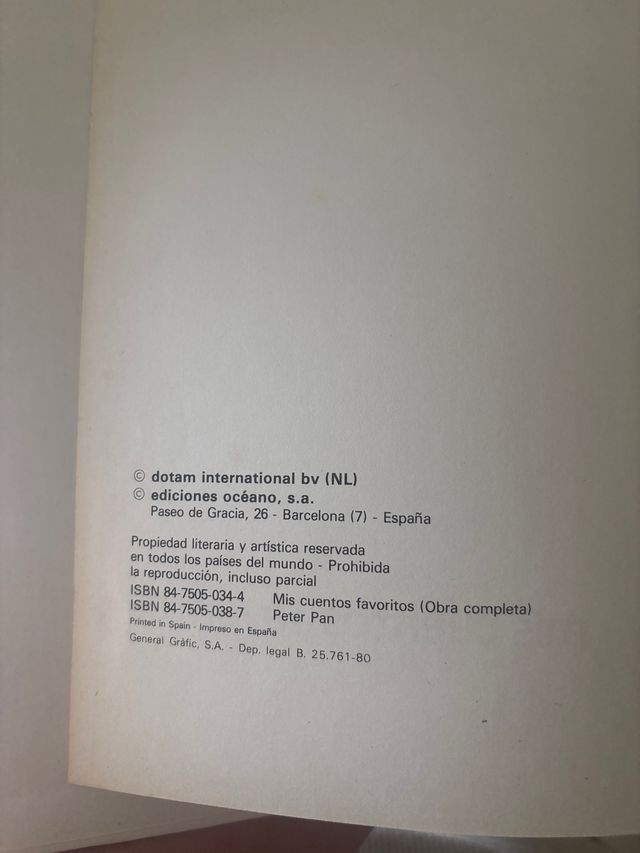 © dotam international bv (NL)
© ediciones océano, s.a.
Paseo de Gracia, 26 - Barcelona (7) - España
Propiedad literaria y artística reservada
en todos los países del mundo - Prohibida
la reproducción, incluso parcial
ISBN 84-7505-034-4 Mis cuentos favoritos (Obra completa)
ISBN 84-7505-038-7 Peter Pan
Printed in Spain - Impreso en España
General Gráfic, S.A. - Dep. legal B. 25.761-80